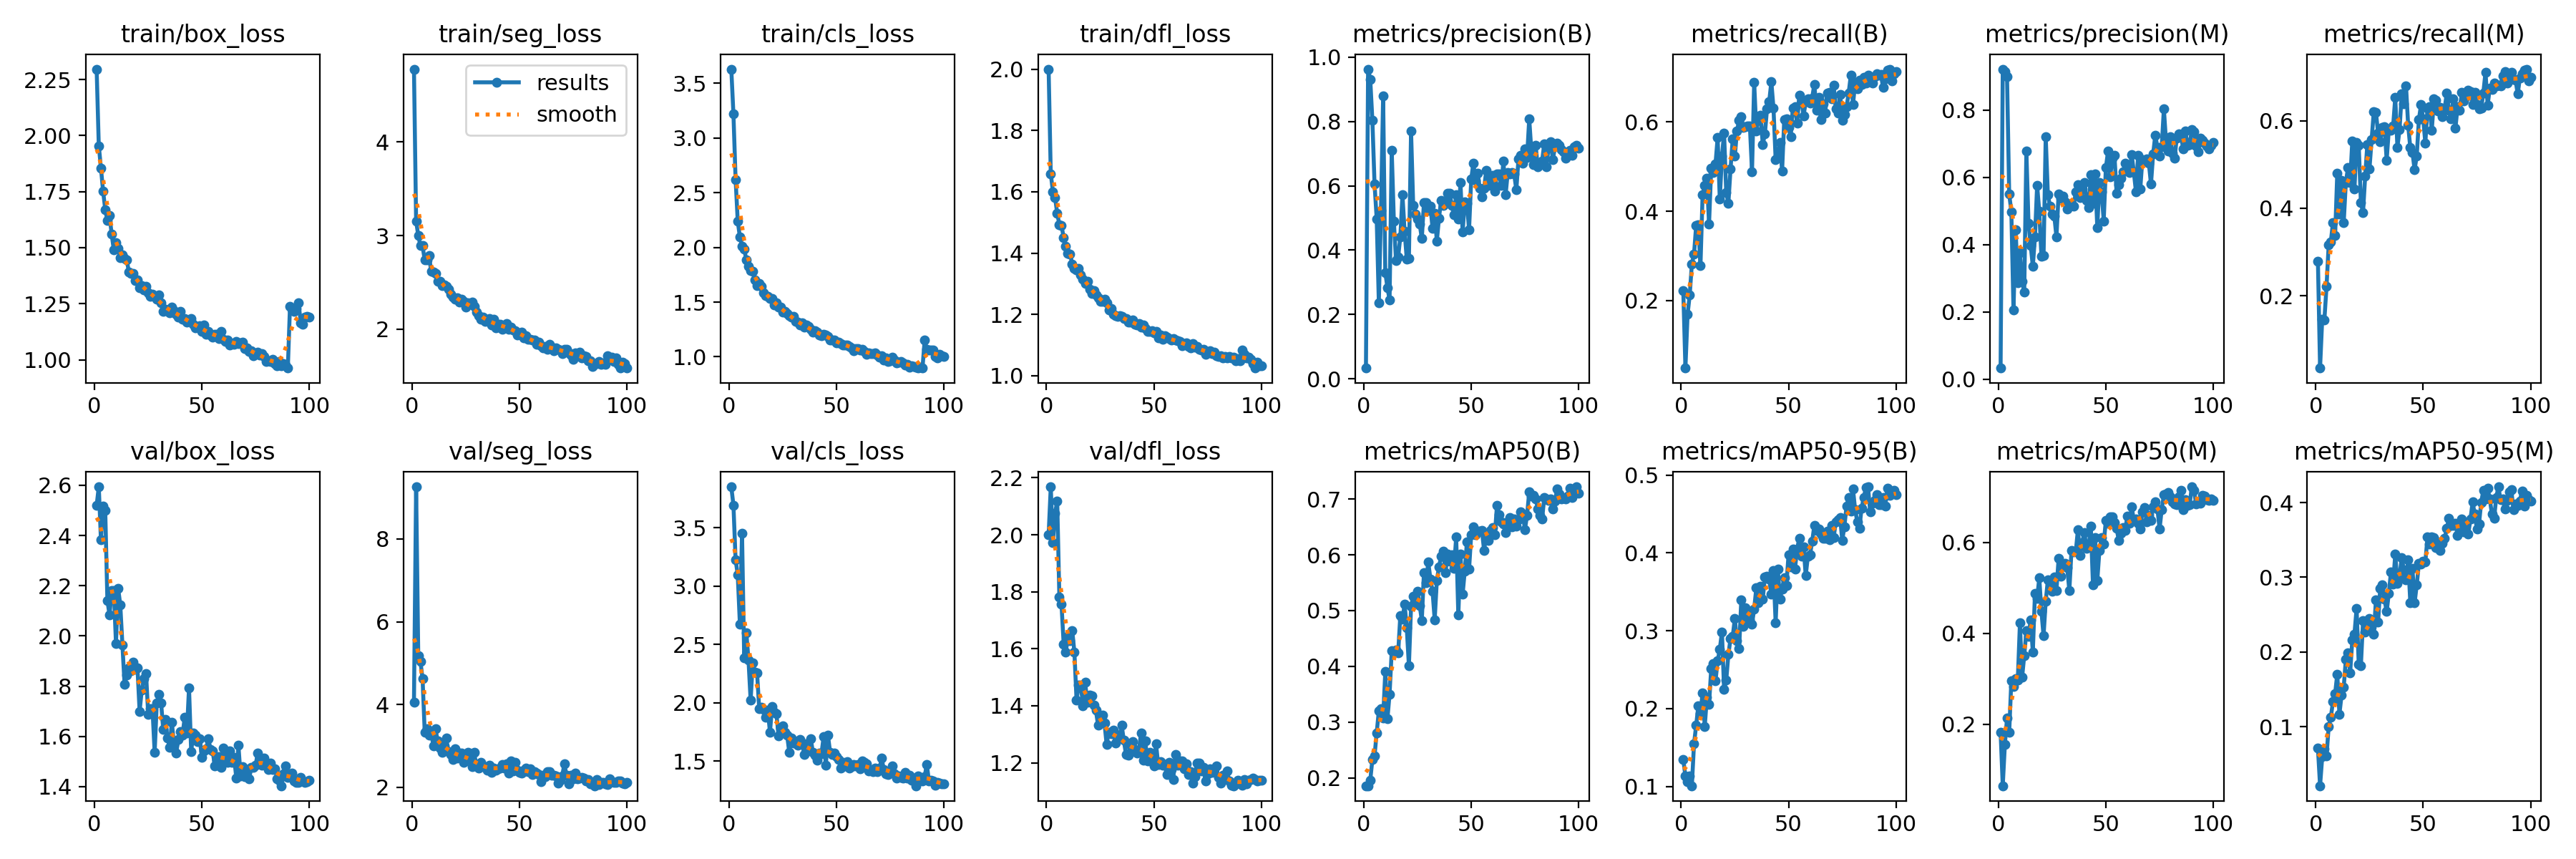 train/box_loss
train/seg_loss
train/cls_loss
train/dfl_loss
metrics/precision(B)
metrics/recall(B)
metrics/precision(M)
metrics/recall(M)
2.25
2.00
1.75
1.50
1.25
1.00
0 50 100
results
smooth
4
3
2
0 50 100
3.5
3.0
2.5
2.0
1.5
1.0
0 50 100
2.0
1.8
1.6
1.4
1.2
1.0
0 50 100
1.0
0.8
0.6
0.4
0.2
0.0
0 50 100
0.6
0.4
0.2
0 50 100
0.8
0.6
0.4
0.2
0.0
0 50 100
0.6
0.4
0.2
0 50 100
val/box_loss
val/seg_loss
val/cls_loss
val/dfl_loss
metrics/mAP50(B)
metrics/mAP50-95(B)
metrics/mAP50(M)
metrics/mAP50-95(M)
2.6
2.4
2.2
2.0
1.8
1.6
1.4
0 50 100
8
6
4
2
0 50 100
3.5
3.0
2.5
2.0
1.5
0 50 100
2.2
2.0
1.8
1.6
1.4
1.2
0 50 100
0.7
0.6
0.5
0.4
0.3
0.2
0 50 100
0.5
0.4
0.3
0.2
0.1
0 50 100
0.6
0.4
0.2
0 50 100
0.4
0.3
0.2
0.1
0 50 100